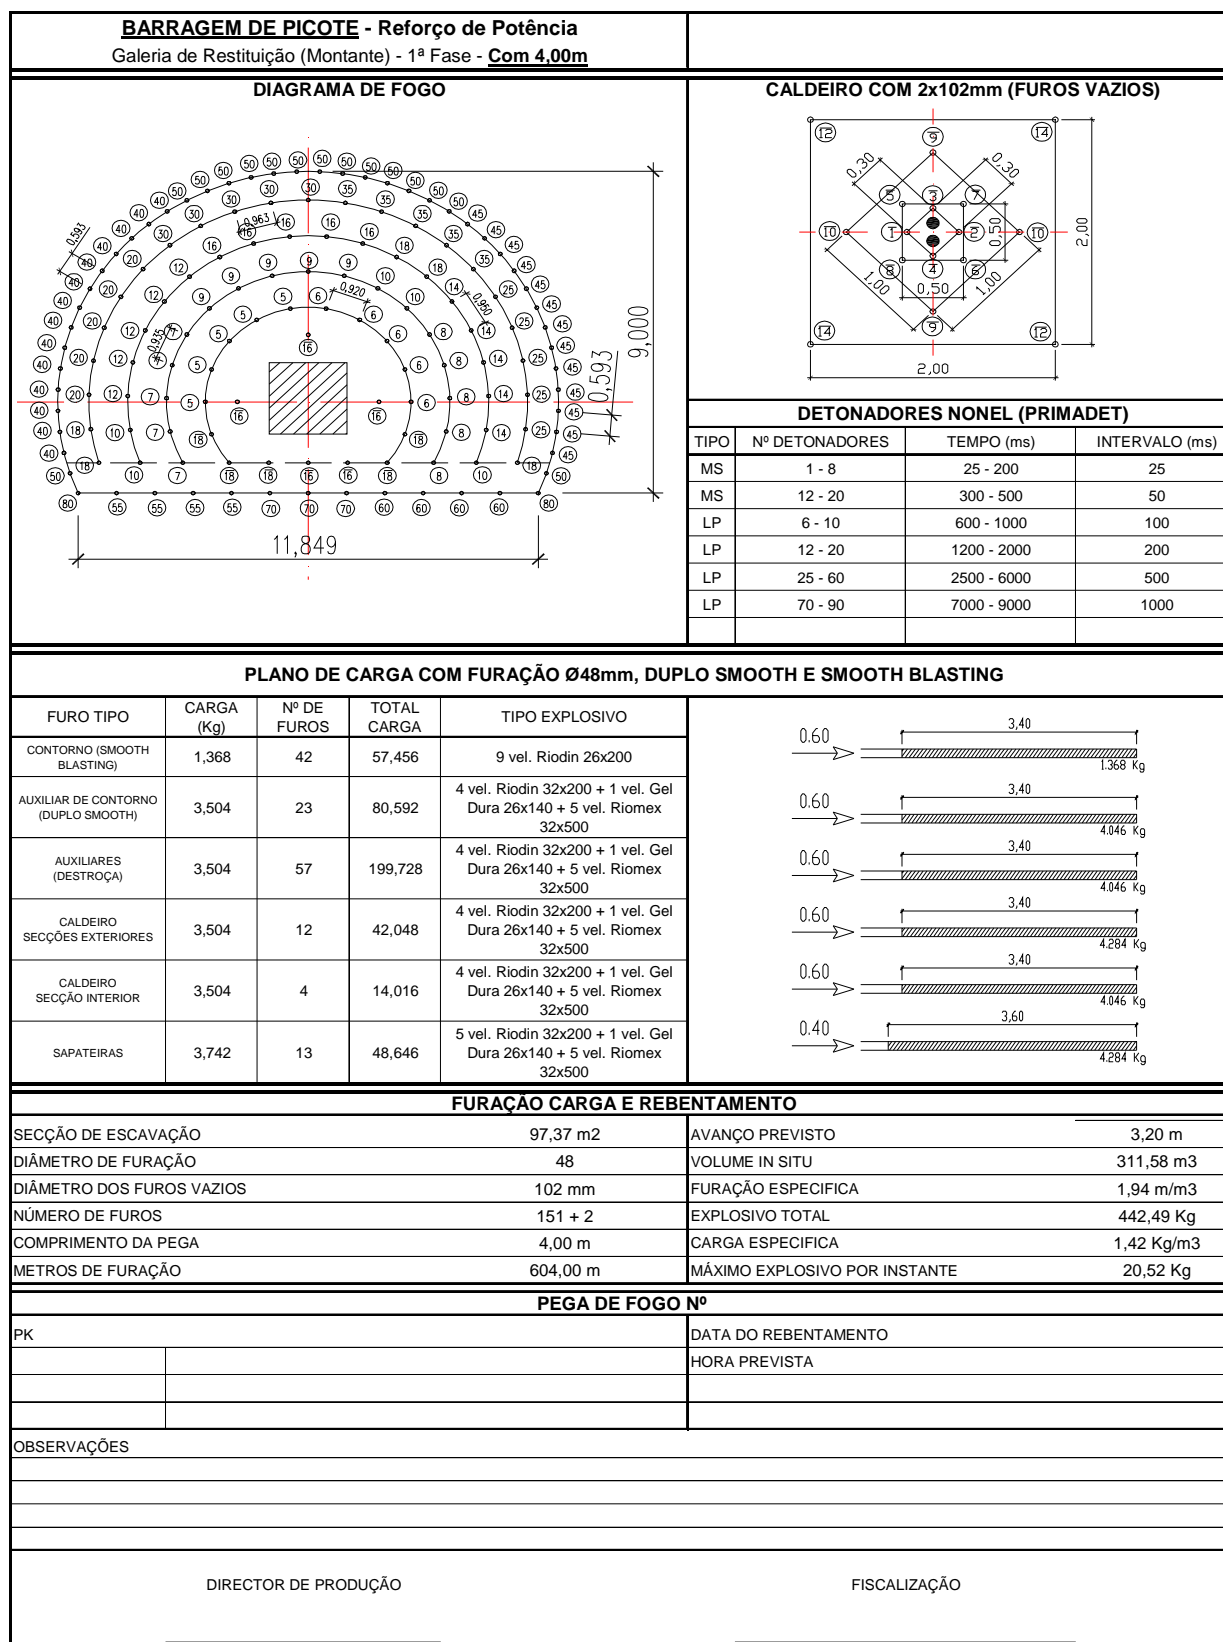 BARRAGEM DE PICOTE - Reforço de Potência
Galeria de Restituição (Montante) - 1ª Fase - Com 4,00m
DIAGRAMA DE FOGO
0,593
0,963
0,920
0,960
0,935
9,000
0,593
11,849
CALDEIRO COM 2x102mm (FUROS VAZIOS)
12 9 14
0,30 0,30
5 3 7
10 1 2 0,50 10 2,00
8 4 6
1,00 0,50 1,00
14 9 12
2,00
DETONADORES NONEL (PRIMADET)
TIPO Nº DETONADORES TEMPO (ms) INTERVALO (ms)
MS 1 - 8 25 - 200 25
MS 12 - 20 300 - 500 50
LP 6 - 10 600 - 1000 100
LP 12 - 20 1200 - 2000 200
LP 25 - 60 2500 - 6000 500
LP 70 - 90 7000 - 9000 1000
PLANO DE CARGA COM FURAÇÃO Ø48mm, DUPLO SMOOTH E SMOOTH BLASTING
FURO TIPO CARGA (Kg) Nº DE FUROS TOTAL CARGA TIPO EXPLOSIVO
CONTORNO (SMOOTH BLASTING) 1,368 42 57,456 9 vel. Riodin 26x200
AUXILIAR DE CONTORNO (DUPLO SMOOTH) 3,504 23 80,592 4 vel. Riodin 32x200 + 1 vel. Gel Dura 26x140 + 5 vel. Riomex 32x500
AUXILIARES (DESTROÇA) 3,504 57 199,728 4 vel. Riodin 32x200 + 1 vel. Gel Dura 26x140 + 5 vel. Riomex 32x500
CALDEIRO SECÇÕES EXTERIORES 3,504 12 42,048 4 vel. Riodin 32x200 + 1 vel. Gel Dura 26x140 + 5 vel. Riomex 32x500
CALDEIRO SECÇÃO INTERIOR 3,504 4 14,016 4 vel. Riodin 32x200 + 1 vel. Gel Dura 26x140 + 5 vel. Riomex 32x500
SAPATEIRAS 3,742 13 48,646 5 vel. Riodin 32x200 + 1 vel. Gel Dura 26x140 + 5 vel. Riomex 32x500
0.60 3,40 1.368 Kg
0.60 3,40 4.046 Kg
0.60 3,40 4.046 Kg
0.60 3,40 4.284 Kg
0.60 3,40 4.046 Kg
0.40 3,60 4.284 Kg
FURAÇÃO CARGA E REBENTAMENTO
SECÇÃO DE ESCAVAÇÃO 97,37 m2 AVANÇO PREVISTO 3,20 m
DIÂMETRO DE FURAÇÃO 48 VOLUME IN SITU 311,58 m3
DIÂMETRO DOS FUROS VAZIOS 102 mm FURAÇÃO ESPECIFICA 1,94 m/m3
NÚMERO DE FUROS 151 + 2 EXPLOSIVO TOTAL 442,49 Kg
COMPRIMENTO DA PEGA 4,00 m CARGA ESPECIFICA 1,42 Kg/m3
METROS DE FURAÇÃO 604,00 m MÁXIMO EXPLOSIVO POR INSTANTE 20,52 Kg
PEGA DE FOGO Nº
PK DATA DO REBENTAMENTO
HORA PREVISTA
OBSERVAÇÕES
DIRECTOR DE PRODUÇÃO FISCALIZAÇÃO